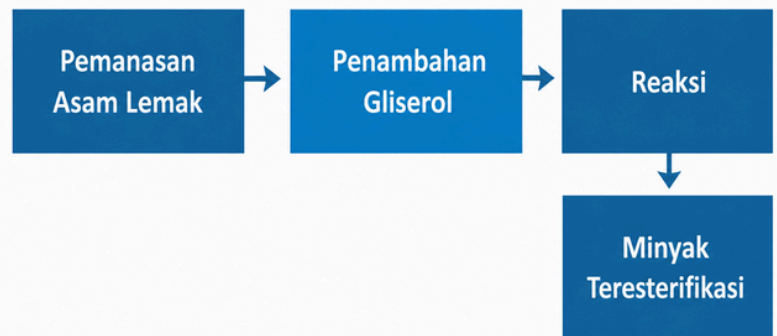 Pemanasan
Asam Lemak
Penambahan
Gliserol
Reaksi
Minyak
Teresterifikasi